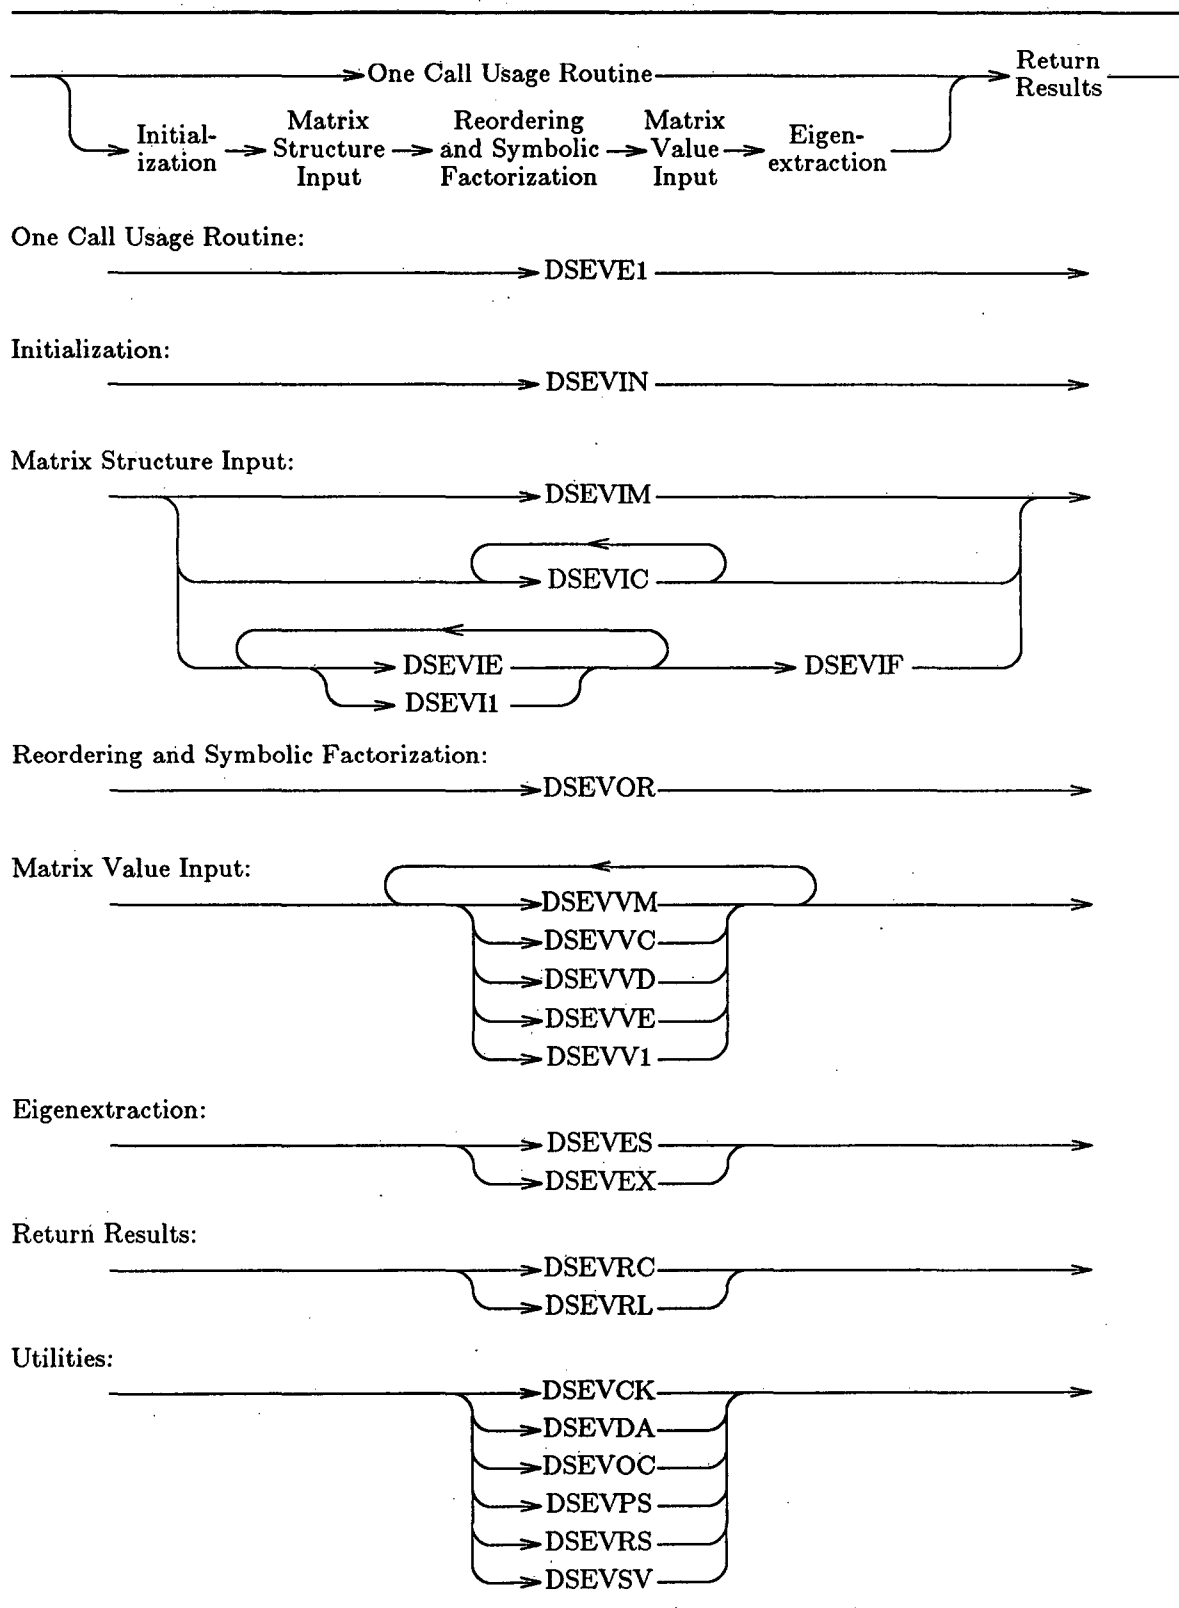 One Call Usage Routine
Return
Results
Initial-
ization
Matrix
Structure
Input
Reordering
and Symbolic
Factorization
Matrix
Value
Input
Eigen-
extraction
One Call Usage Routine:
DSEVE1
Initialization:
DSEVIN
Matrix Structure Input:
DSEVIM
DSEVIC
DSEVIE
DSEVIF
DSEVI1
Reordering and Symbolic Factorization:
DSEVOR
Matrix Value Input:
DSEVVM
DSEVVC
DSEVVD
DSEVVE
DSEVV1
Eigenextraction:
DSEVES
DSEVEX
Return Results:
DSEVRC
DSEVRL
Utilities:
DSEVCK
DSEVDA
DSEVOC
DSEVPS
DSEVRS
DSEVSV